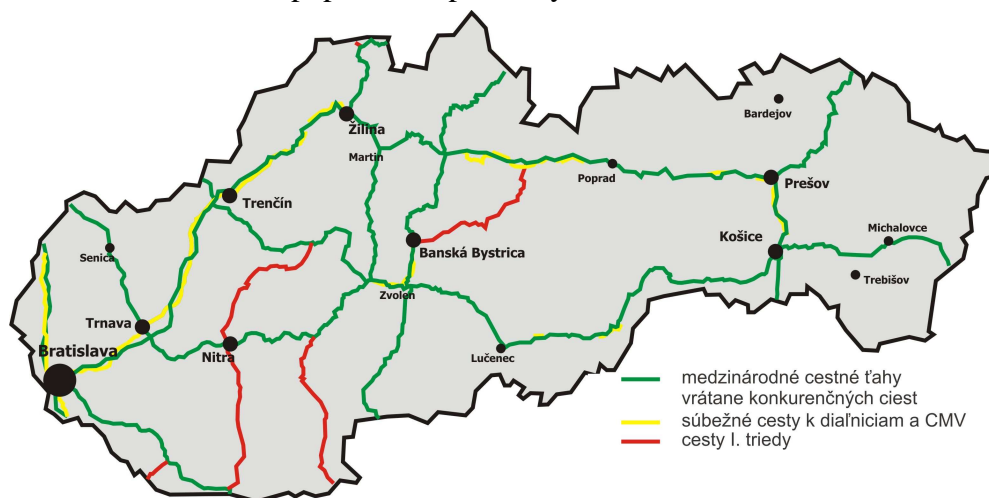 Žilina
Martin
Bardejov
Poprad
Prešov
Trenčín
Michalovce
Košice
Banská Bystrica
Senica
Trebišov
Zvolen
Trnava
Bratislava
Nitra
Lučenec
medzinárodné cestné ťahy
vrátane konkurenčných ciest
súbežné cesty k diaľniciam a CMV
cesty I. triedy